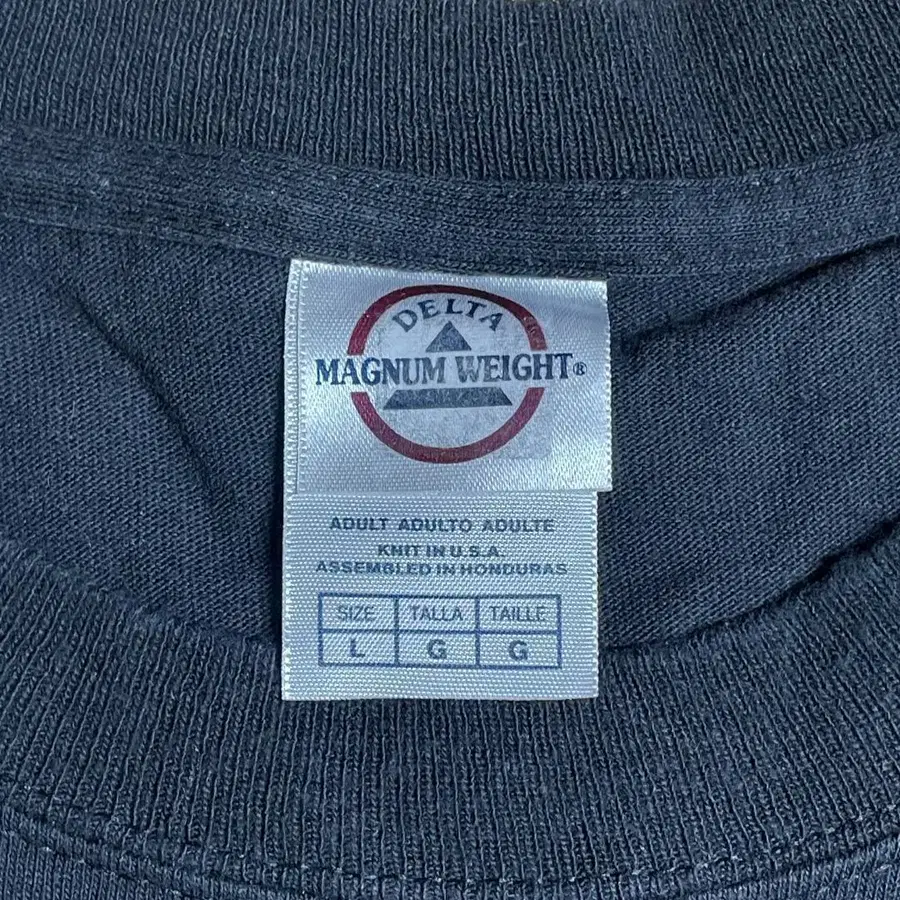 DELTA
MAGNUM WEIGHT®
ADULT ADULTO ADULTE
KNIT IN U.S.A.
ASSEMBLED IN HONDURAS
SIZE TALLA TAILLE
L G G